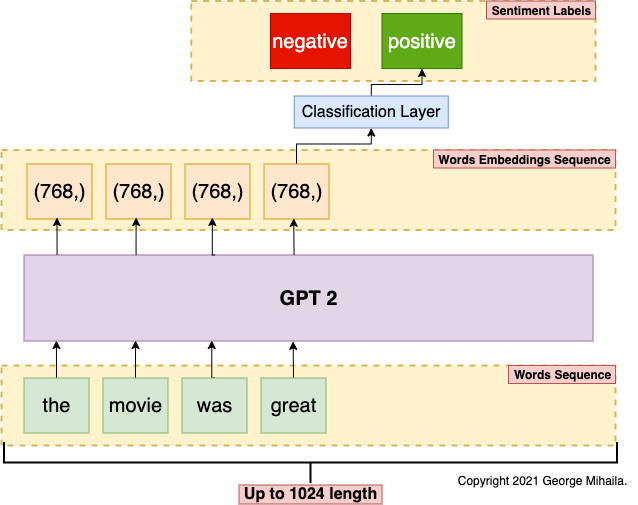 Sentiment Labels
negative
positive
Classification Layer
Words Embeddings Sequence
(768,)
(768,)
(768,)
(768,)
GPT 2
Words Sequence
the
movie
was
great
Copyright 2021 George Mihaila.
Up to 1024 length